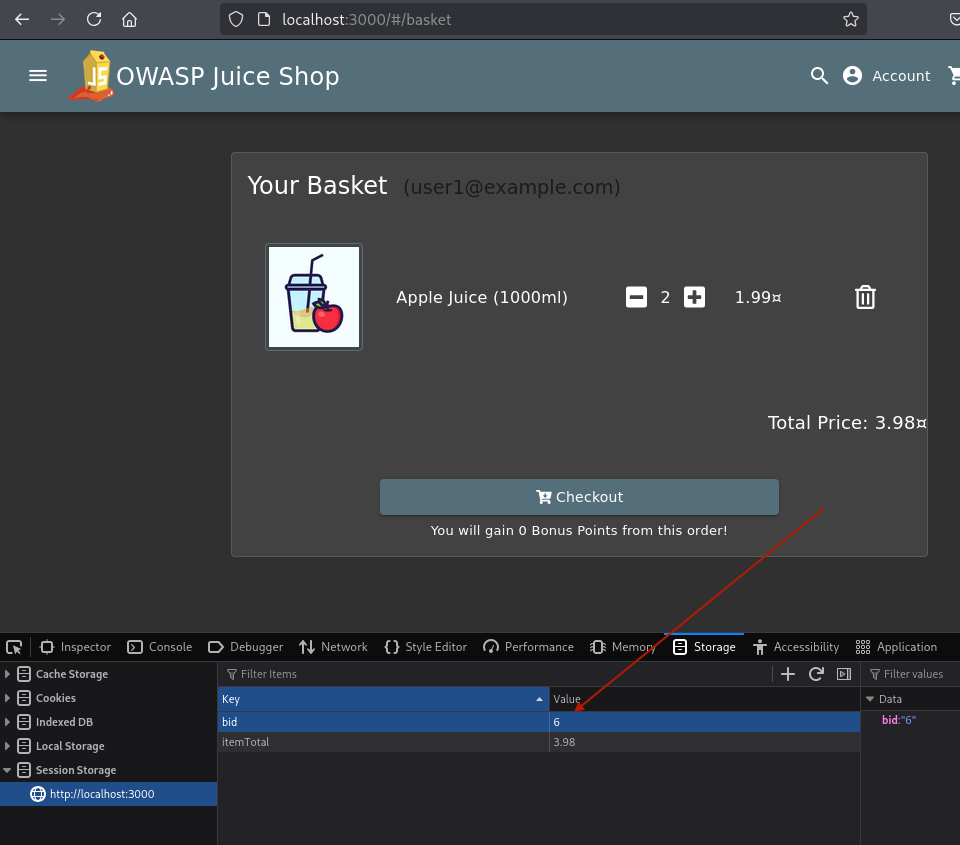 localhost:3000/#/basket
JS OWASP Juice Shop Account
Your Basket (user1@example.com)
Apple Juice (1000ml) 2 1.99¤
Total Price: 3.98¤
Checkout
You will gain 0 Bonus Points from this order!
Inspector Console Debugger Network Style Editor Performance Memory Storage Accessibility Application
Cache Storage Filter Items Filter values
Cookies Key Value Data
Indexed DB bid 6 bid:"6"
Local Storage itemTotal 3.98
Session Storage
http://localhost:3000